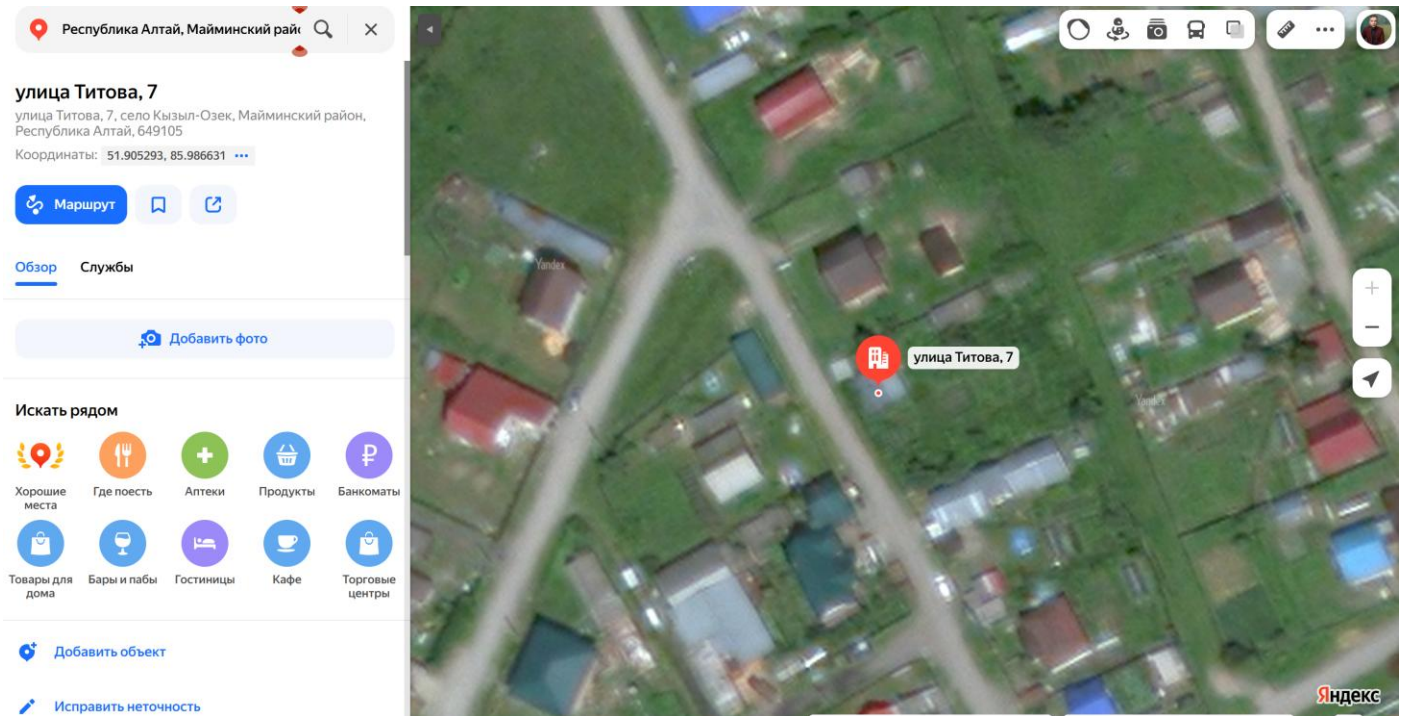 Республика Алтай, Майминский райо
улица Титова, 7
улица Титова, 7, село Кызыл-Озек, Майминский район,
Республика Алтай, 649105
Координаты: 51.905293, 85.986631 •••
Маршрут
Обзор Службы
Добавить фото
Искать рядом
Хорошие места
Где поесть
Аптеки
Продукты
Банкоматы
Товары для дома
Бары и пабы
Гостиницы
Кафе
Торговые центры
Добавить объект
Исправить неточность
Yandex
улица Титова, 7
Yandex
Яндекс